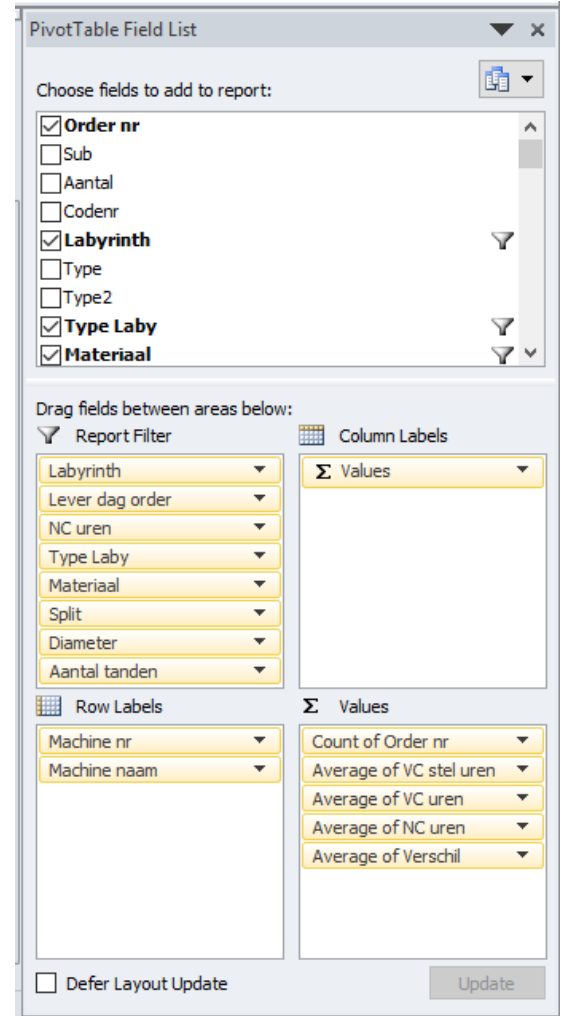 PivotTable Field List
Choose fields to add to report:
Order nr
Sub
Aantal
Codenr
Labyrinth
Type
Type2
Type Laby
Materiaal
Drag fields between areas below:
Report Filter
Labyrinth
Lever dag order
NC uren
Type Laby
Materiaal
Split
Diameter
Aantal tanden
Column Labels
Σ Values
Row Labels
Machine nr
Machine naam
Σ Values
Count of Order nr
Average of VC stel uren
Average of VC uren
Average of NC uren
Average of Verschil
Defer Layout Update
Update